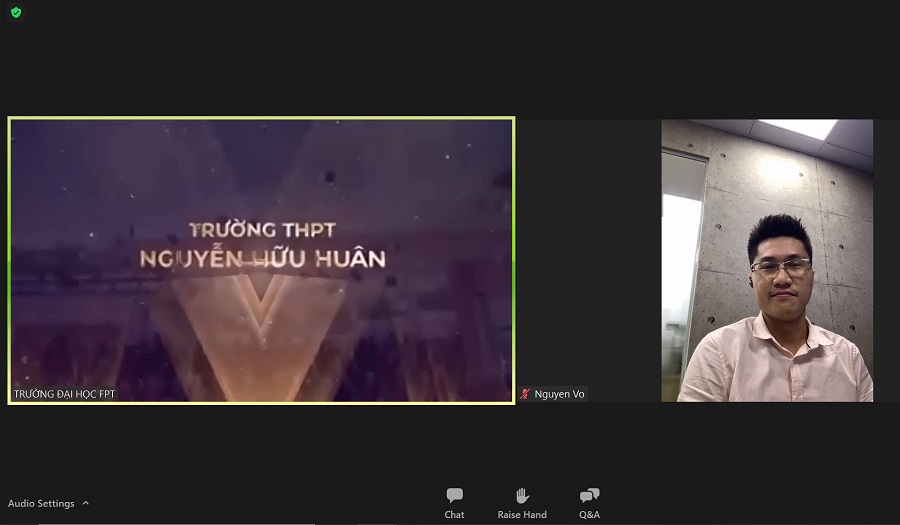 TRƯỜNG THPT
NGUYỄN HỮU HUÂN
TRƯỜNG ĐẠI HỌC FPT
Nguyen Vo
Audio Settings
Chat
Raise Hand
Q&A